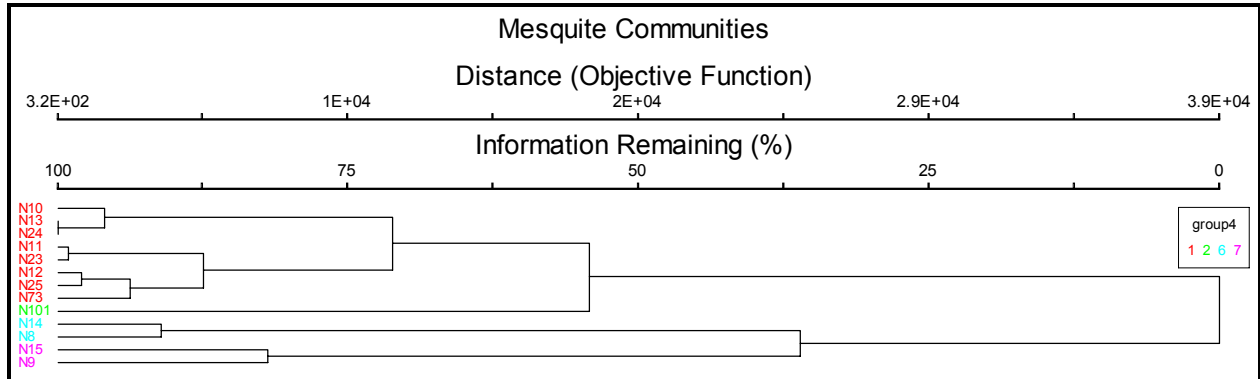 Mesquite Communities
Distance (Objective Function)
3.2E+02 1E+04 2E+04 2.9E+04 3.9E+04
Information Remaining (%)
100 75 50 25 0
N10
N13
N24
N11
N23
N12
N25
N73
N101
N14
N8
N15
N9
group4
1 2 6 7